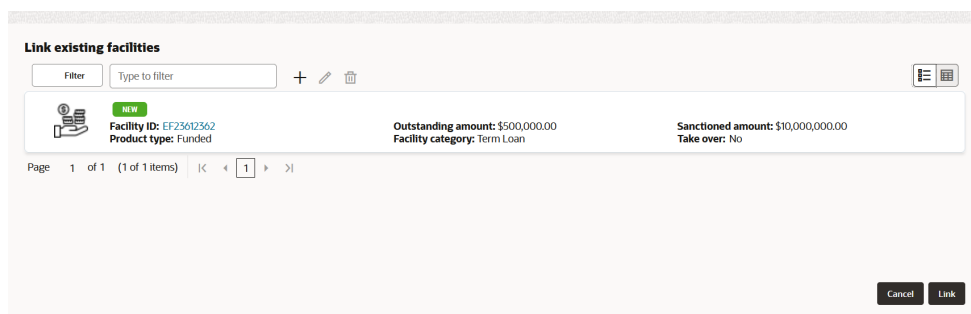 Link existing facilities
Filter Type to filter
NEW
Facility ID: EF23612362 Outstanding amount: $500,000.00 Sanctioned amount: $10,000,000.00
Product type: Funded Facility category: Term Loan Take over: No
Page 1 of 1 (1 of 1 items) 1
Cancel Link